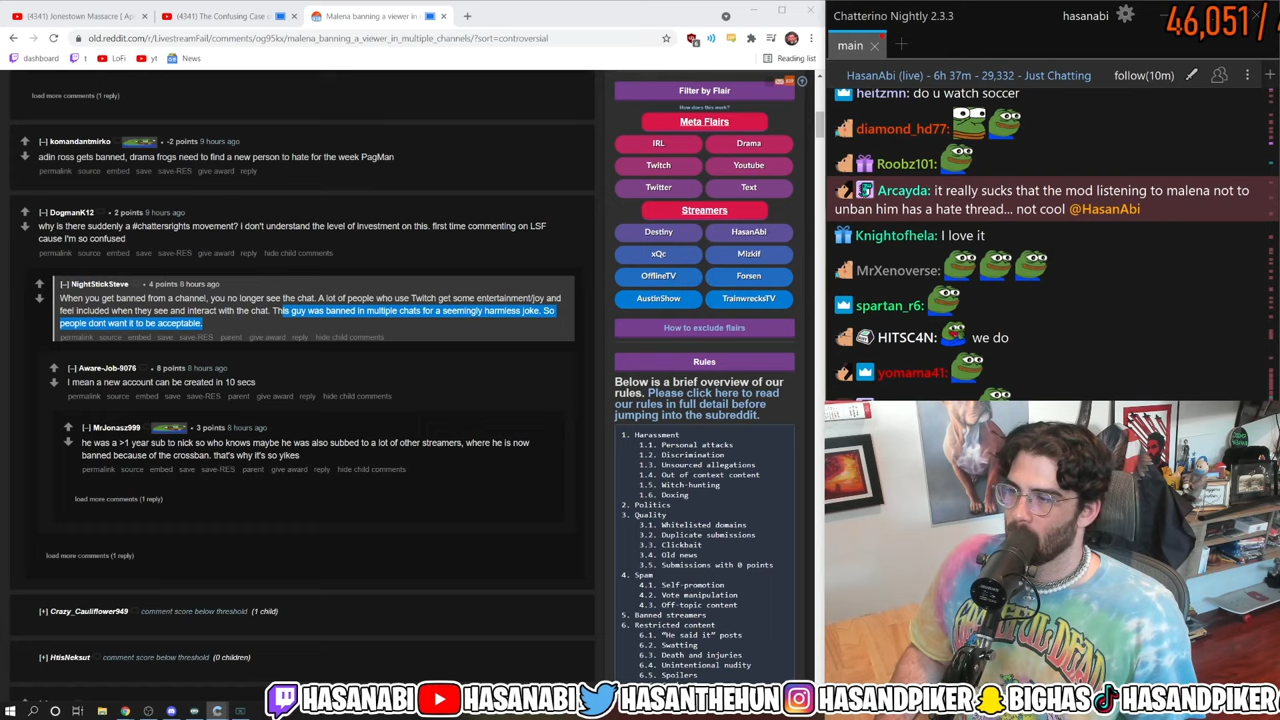 (4341) Jonestown Massacre [ Ap
(4341) The Confusing Case o
Malena banning a viewer in
old.reddit.com/r/LivestreamFail/comments/og95kx/malena_banning_a_viewer_in_multiple_channels/?sort=controversial
dashboard
t
LoFi
yt
News
Reading list
load more comments (1 reply)
[–] komandantmirko -2 points 9 hours ago
adin ross gets banned, drama frogs need to find a new person to hate for the week PagMan
permalink source embed save save-RES give award reply
[–] DogmanK12 2 points 9 hours ago
why is there suddenly a #chattersrights movement? i don't understand the level of Investment on this. first time commenting on LSF
cause I'm so confused
permalink source embed save save-RES give award reply hide child comments
[–] NightStickSteve 4 points 8 hours ago
When you get banned from a channel, you no longer see the chat. A lot of people who use Twitch get some entertainment/joy and
feel included when they see and interact with the chat. This guy was banned in multiple chats for a seemingly harmless joke. So
people dont want it to be acceptable.
permalink source embed save save-RES parent give award reply hide child comments
[–] Aware-Job-9076 8 points 8 hours ago
I mean a new account can be created in 10 secs
permalink source embed save save-RES parent give award reply hide child comments
[–] MrJonasz999 3 points 8 hours ago
he was a >1 year sub to nick so who knows maybe he was also subbed to a lot of other streamers, where he is now
banned because of the crossban. that's why it's so yikes
permalink source embed save save-RES parent give award reply hide child comments
load more comments (1 reply)
load more comments (1 reply)
[+] Crazy_Cauliflower949 comment score below threshold (1 child)
[+] HtisNeksut comment score below threshold (0 children)
Filter by Flair
How does this work?
Meta Flairs
IRL
Drama
Twitch
Youtube
Twitter
Text
Streamers
Destiny
HasanAbi
xQc
Mizkif
OfflineTV
Forsen
AustinShow
TrainwrecksTV
How to exclude flairs
Rules
Below is a brief overview of our
rules. Please click here to read
our rules in full detail before
jumping into the subreddit.
1. Harassment
1.1. Personal attacks
1.2. Discrimination
1.3. Unsourced allegations
1.4. Out of context content
1.5. Witch-hunting
1.6. Doxing
2. Politics
3. Quality
3.1. Whitelisted domains
3.2. Duplicate submissions
3.3. Clickbait
3.4. Old news
3.5. Submissions with 0 points
4. Spam
4.1. Self-promotion
4.2. Vote manipulation
4.3. Off-topic content
5. Banned streamers
6. Restricted content
6.1. "He said it" posts
6.2. Swatting
6.3. Death and injuries
6.4. Unintentional nudity
6.5. Spoilers
Chatterino Nightly 2.3.3
hasanabi
46,051 /
main
HasanAbi (live) - 6h 37m - 29,332 - Just Chatting
follow(10m)
heitzmn: do u watch soccer
diamond_hd77:
Roobz101:
Arcayda: it really sucks that the mod listening to malena not to
unban him has a hate thread... not cool @HasanAbi
Knightofhela: I love it
MrXenoverse:
spartan_r6:
HITSC4N: we do
yomama41:
HASANABI HASANABI HASANTHEHUN HASANDPIKER BIGHAS HASANDPIKER